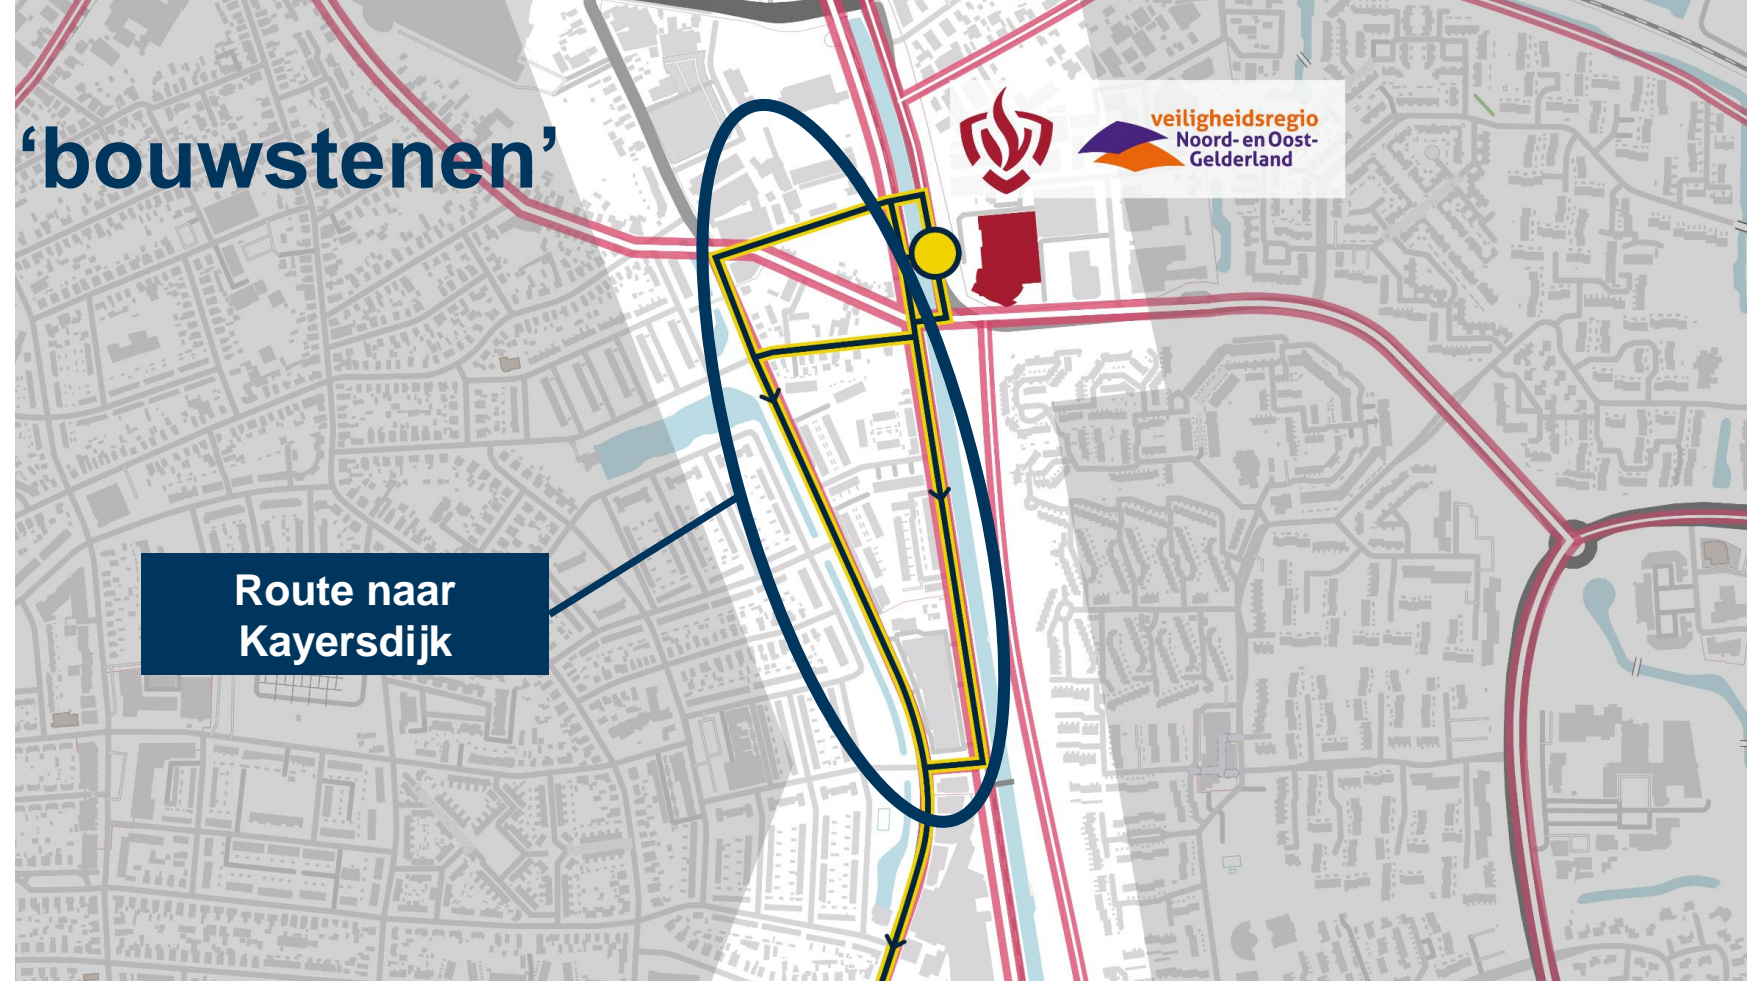 ‘bouwstenen’
veiligheidsregio
Noord- en Oost-
Gelderland
Route naar
Kayersdijk